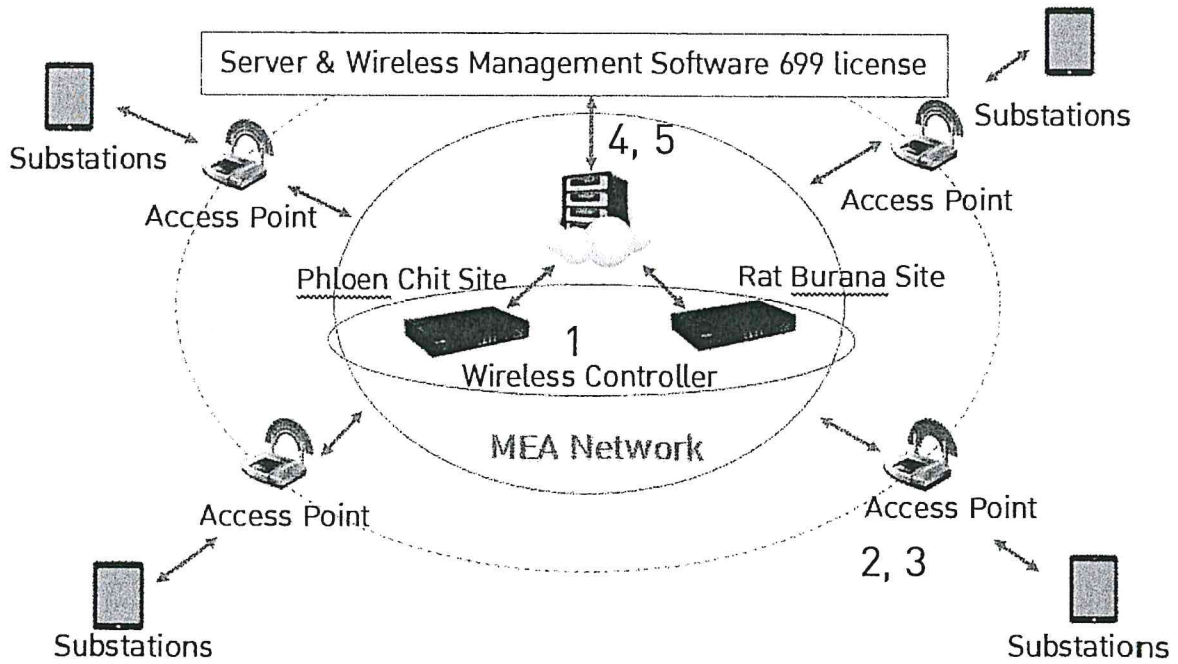 Server & Wireless Management Software 699 license
Substations
Substations
4, 5
Access Point
Access Point
Phloen Chit Site
Rat Burana Site
1
Wireless Controller
MEA Network
Access Point
Access Point
2, 3
Substations
Substations